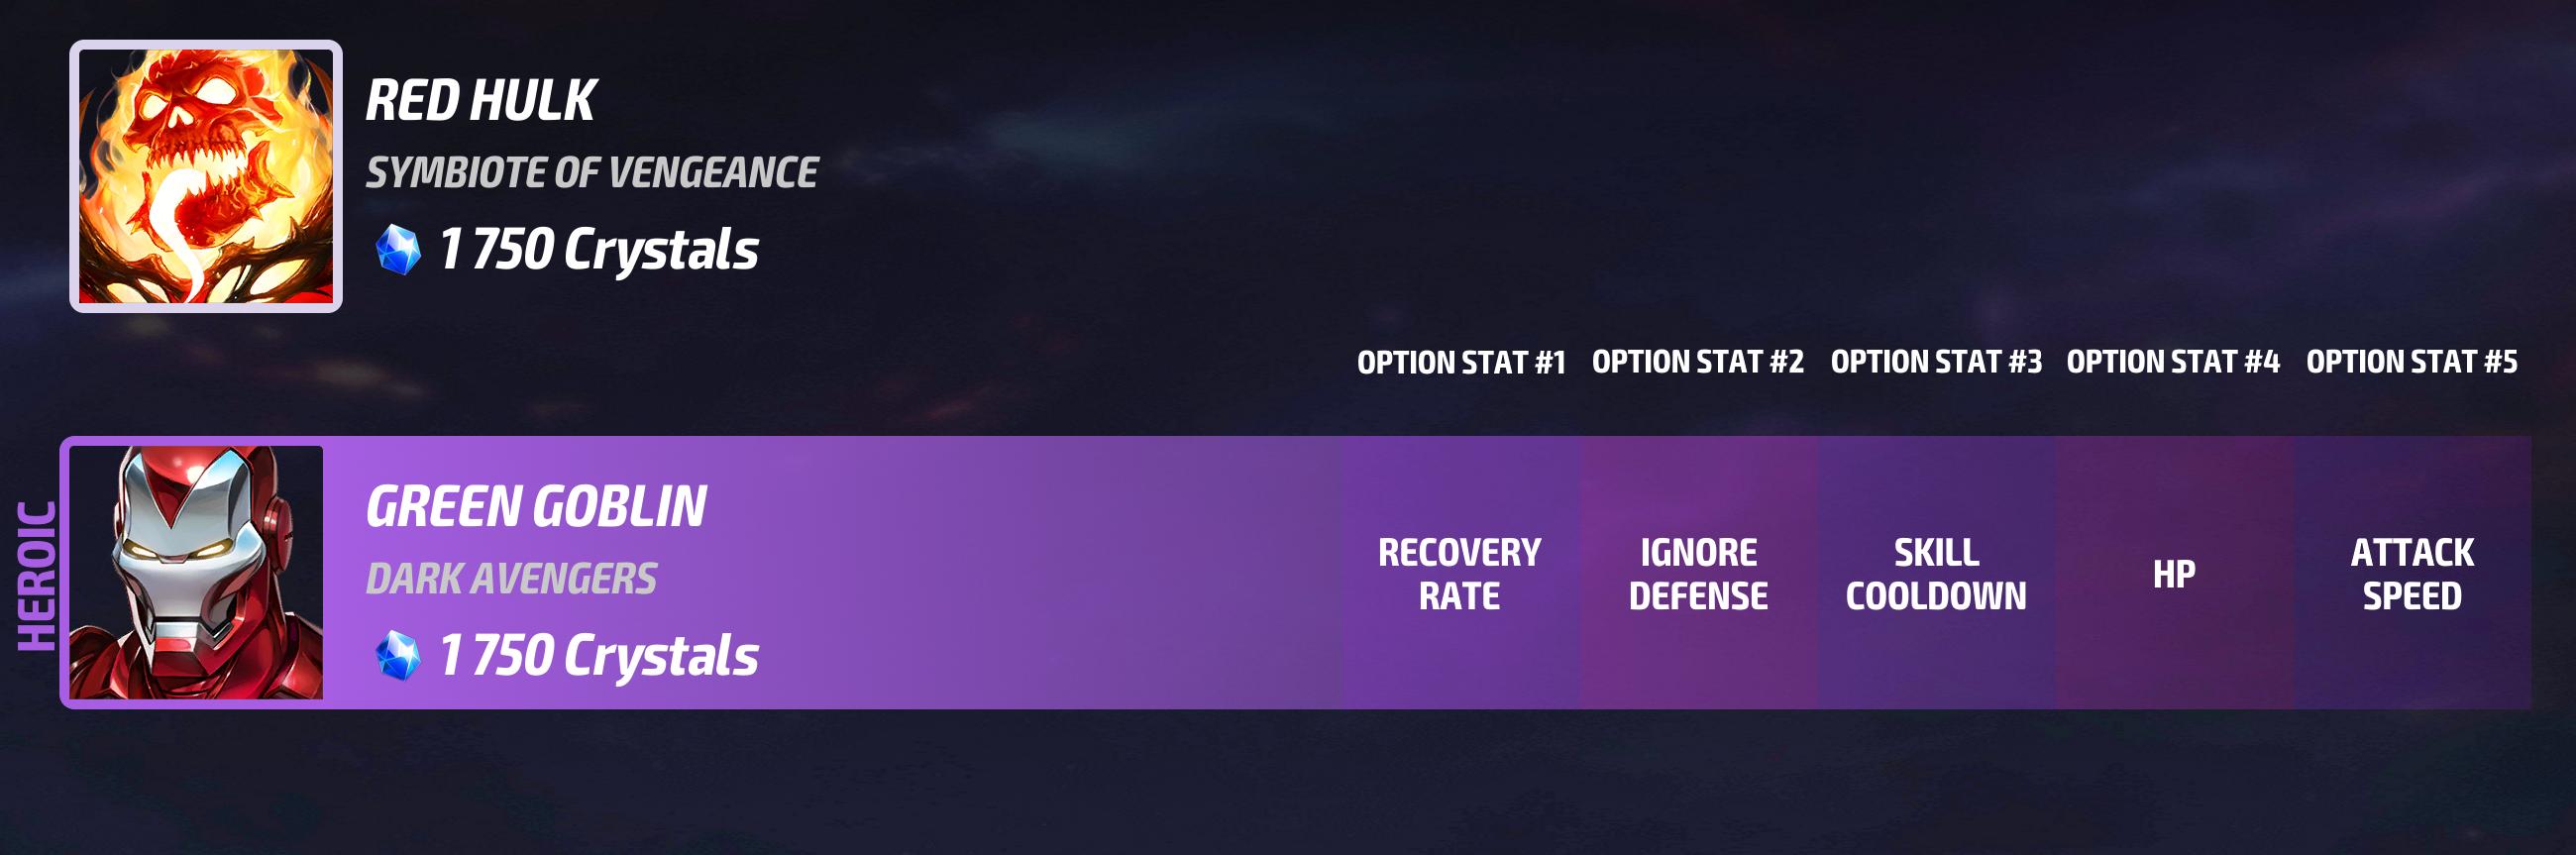 RED HULK
SYMBIOTE OF VENGEANCE
1 750 Crystals
OPTION STAT #1 OPTION STAT #2 OPTION STAT #3 OPTION STAT #4 OPTION STAT #5
HEROIC
GREEN GOBLIN
DARK AVENGERS
1 750 Crystals
RECOVERY
RATE
IGNORE
DEFENSE
SKILL
COOLDOWN
HP
ATTACK
SPEED